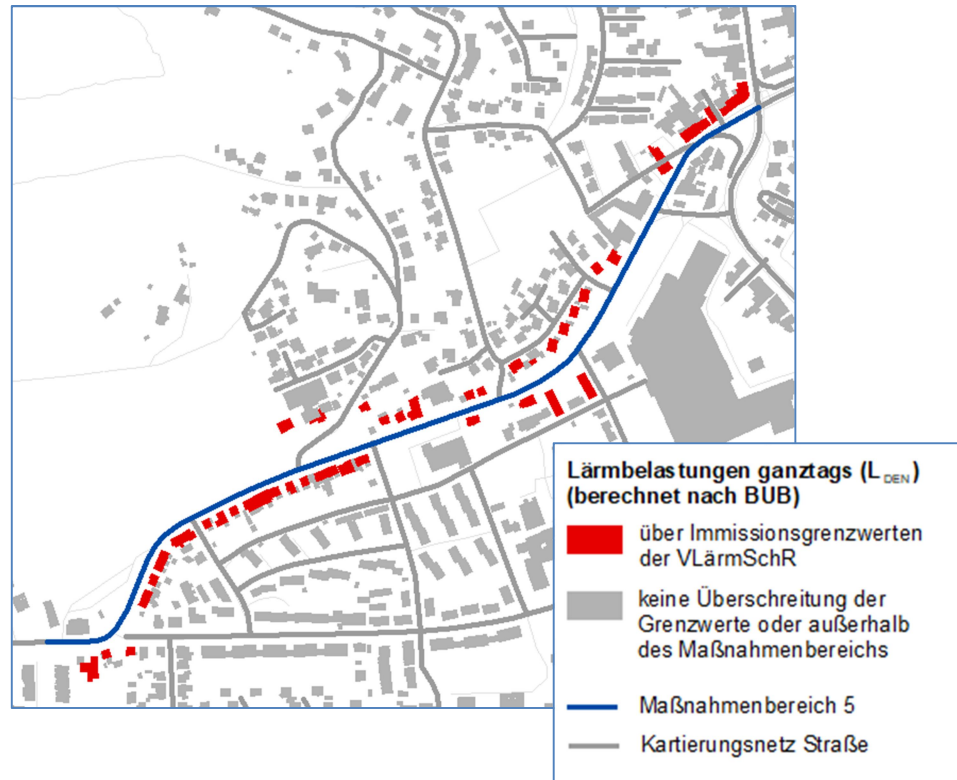 Lärmbelastungen ganztags (L DEN)
(berechnet nach BUB)
über Immissionsgrenzwerten
der VLärmSchR
keine Überschreitung der
Grenzwerte oder außerhalb
des Maßnahmenbereichs
Maßnahmenbereich 5
Kartierungsnetz Straße